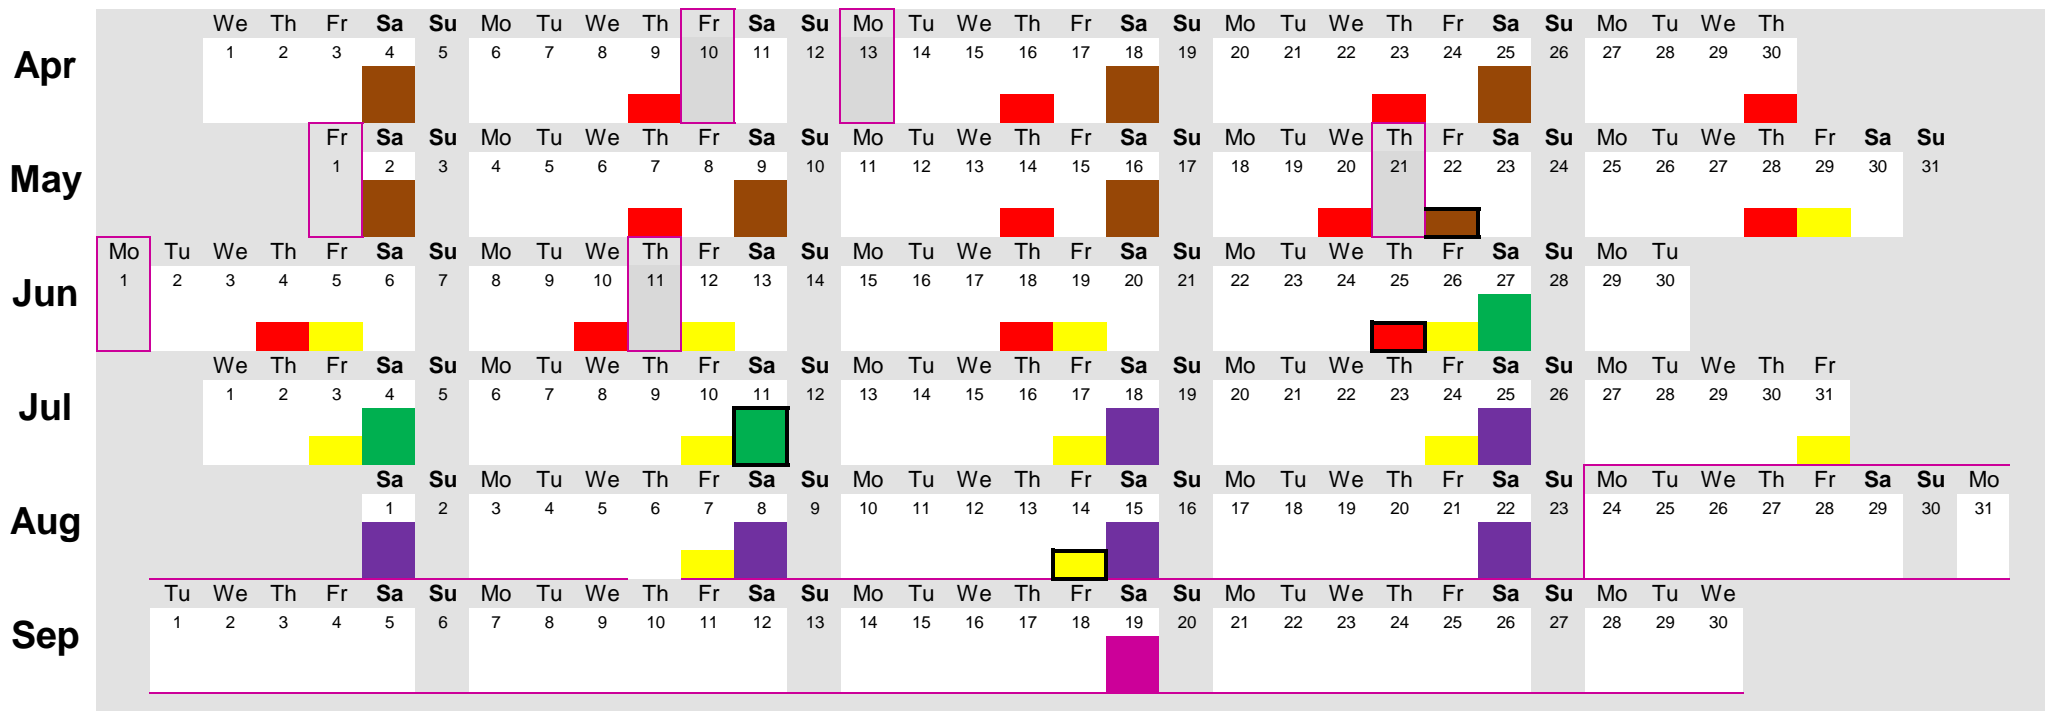 We Th Fr Sa Su Mo Tu We Th Fr Sa Su Mo Tu We Th Fr Sa Su Mo Tu We Th Fr Sa Su Mo Tu We Th
Apr 1 2 3 4 5 6 7 8 9 10 11 12 13 14 15 16 17 18 19 20 21 22 23 24 25 26 27 28 29 30
Fr Sa Su Mo Tu We Th Fr Sa Su Mo Tu We Th Fr Sa Su Mo Tu We Th Fr Sa Su Mo Tu We Th Fr Sa Su
May 1 2 3 4 5 6 7 8 9 10 11 12 13 14 15 16 17 18 19 20 21 22 23 24 25 26 27 28 29 30 31
Mo Tu We Th Fr Sa Su Mo Tu We Th Fr Sa Su Mo Tu We Th Fr Sa Su Mo Tu We Th Fr Sa Su Mo Tu
Jun 1 2 3 4 5 6 7 8 9 10 11 12 13 14 15 16 17 18 19 20 21 22 23 24 25 26 27 28 29 30
We Th Fr Sa Su Mo Tu We Th Fr Sa Su Mo Tu We Th Fr Sa Su Mo Tu We Th Fr Sa Su Mo Tu We Th Fr
Jul 1 2 3 4 5 6 7 8 9 10 11 12 13 14 15 16 17 18 19 20 21 22 23 24 25 26 27 28 29 30 31
Sa Su Mo Tu We Th Fr Sa Su Mo Tu We Th Fr Sa Su Mo Tu We Th Fr Sa Su Mo Tu We Th Fr Sa Su Mo
Aug 1 2 3 4 5 6 7 8 9 10 11 12 13 14 15 16 17 18 19 20 21 22 23 24 25 26 27 28 29 30 31
Tu We Th Fr Sa Su Mo Tu We Th Fr Sa Su Mo Tu We Th Fr Sa Su Mo Tu We Th Fr Sa Su Mo Tu We
Sep 1 2 3 4 5 6 7 8 9 10 11 12 13 14 15 16 17 18 19 20 21 22 23 24 25 26 27 28 29 30